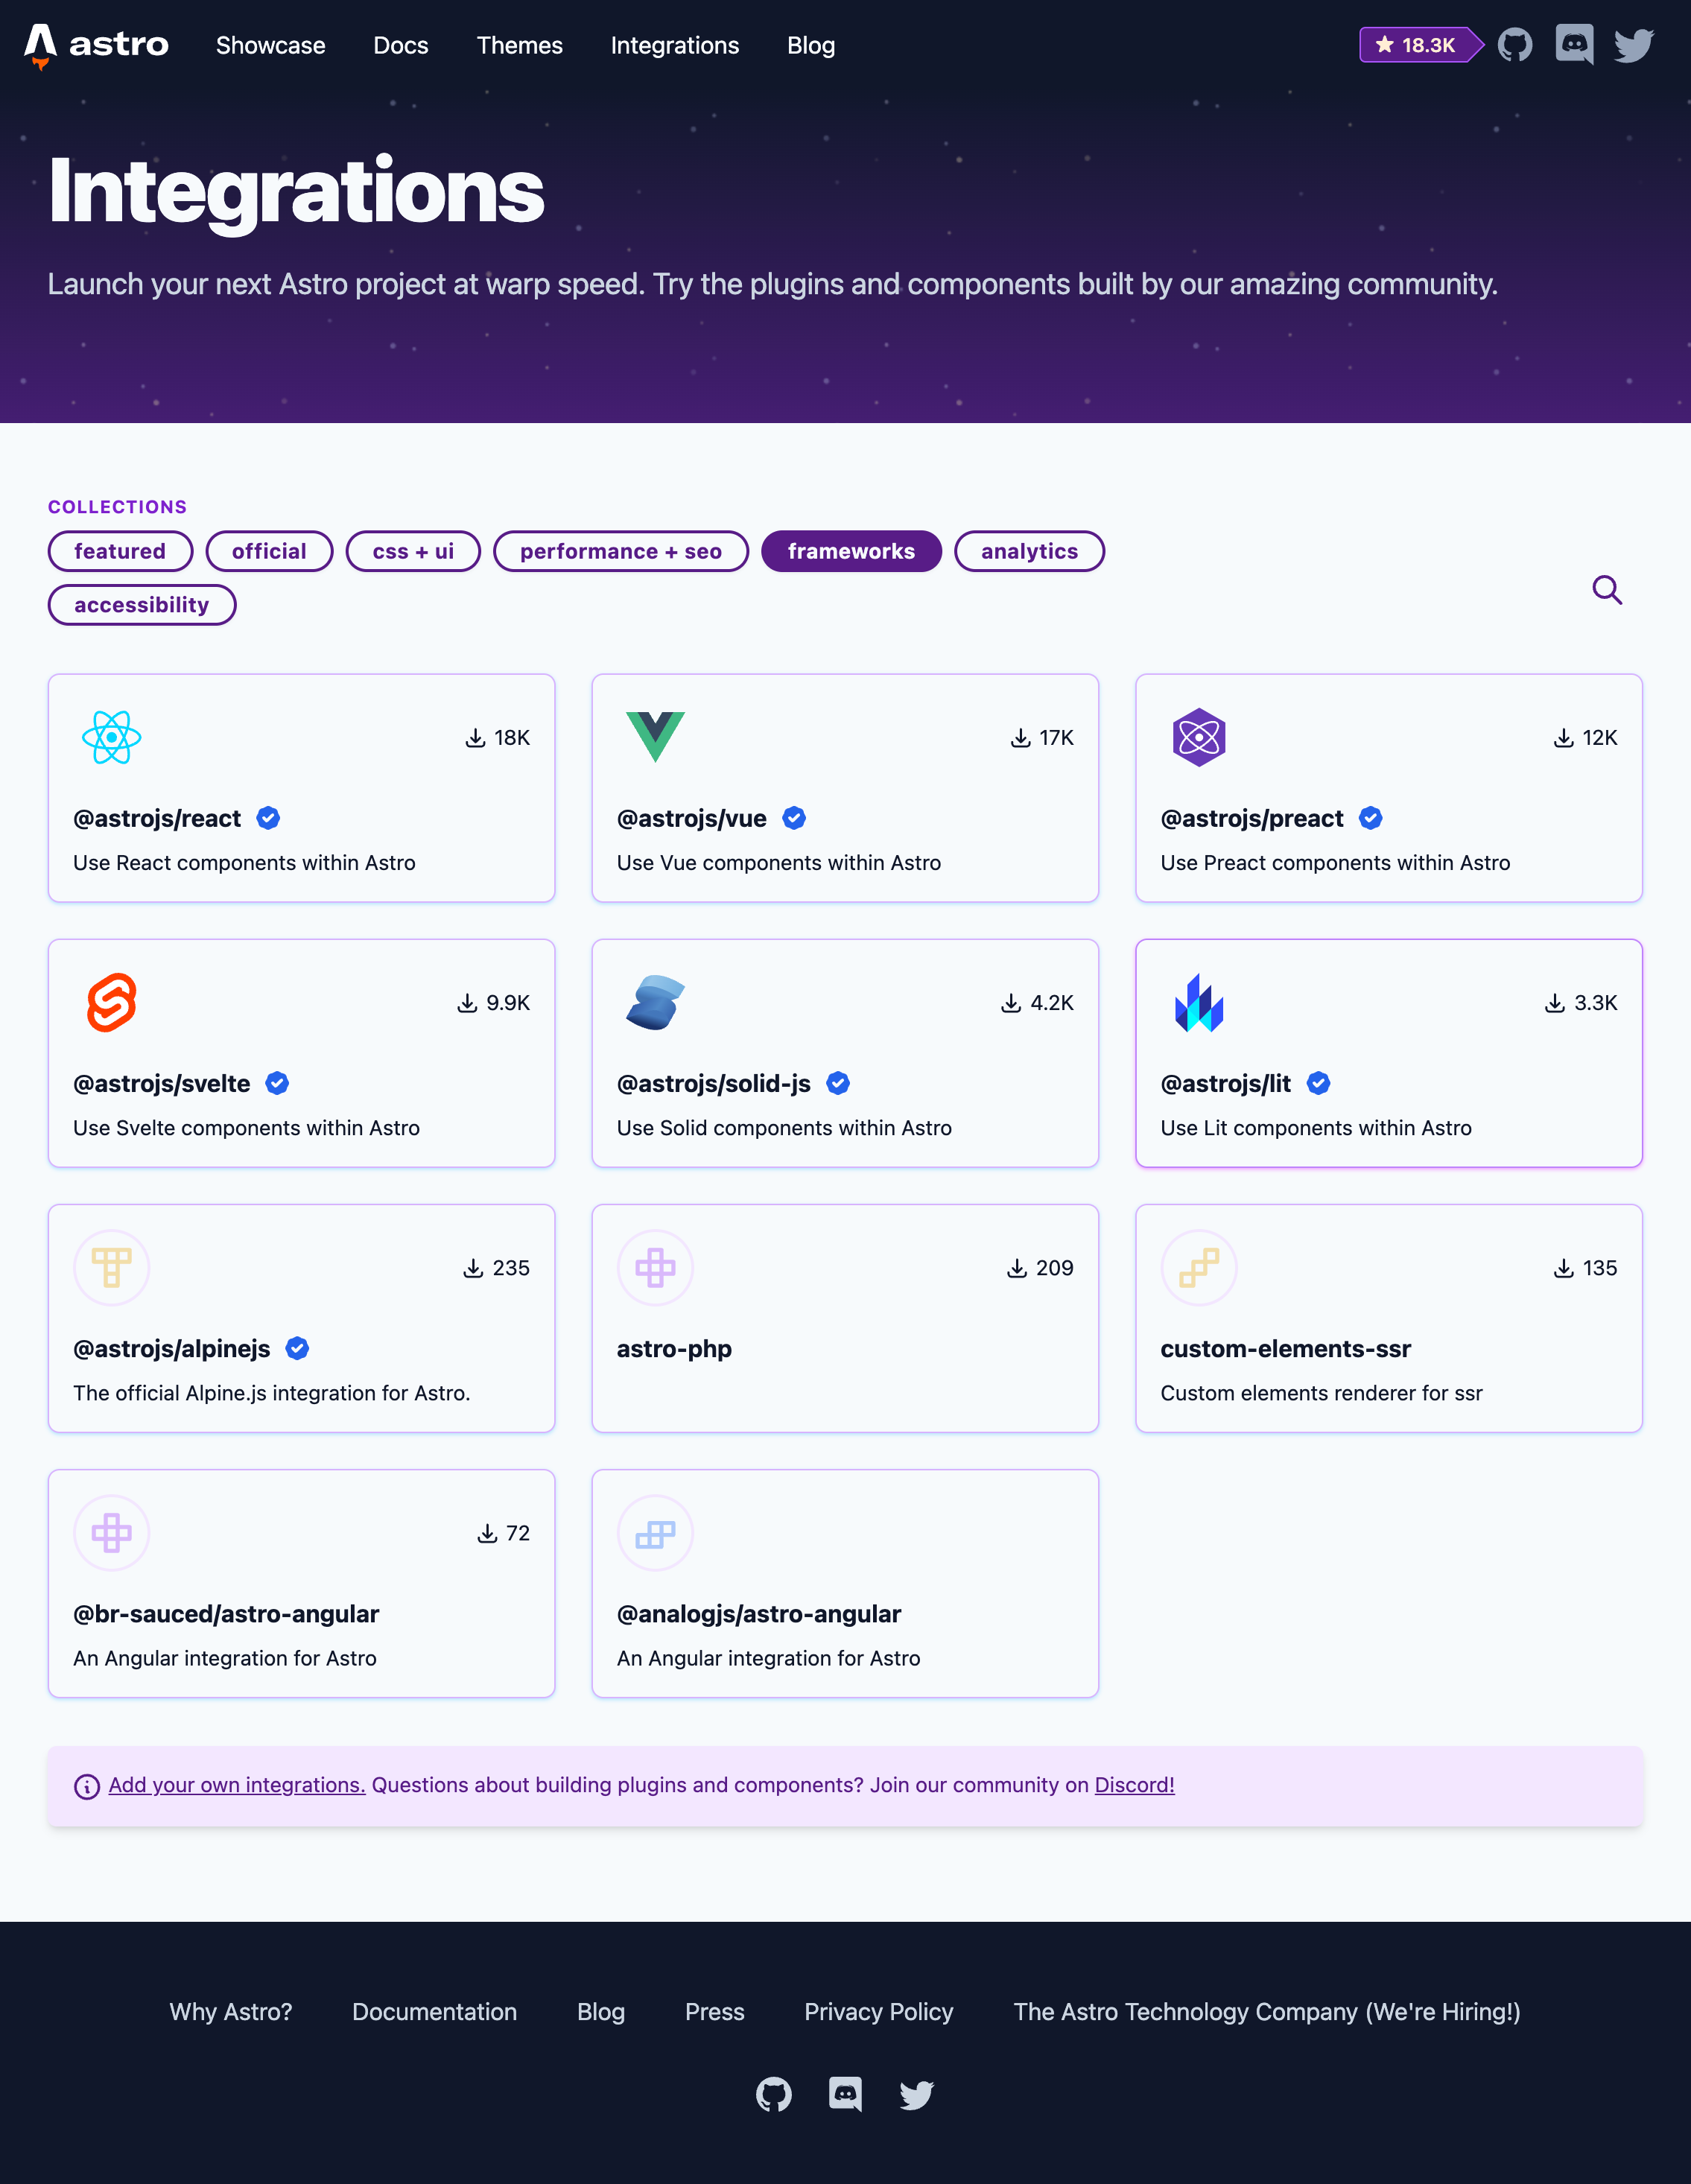 astro Showcase Docs Themes Integrations Blog 18.3K
Integrations
Launch your next Astro project at warp speed. Try the plugins and components built by our amazing community.
COLLECTIONS
featured official css + ui performance + seo frameworks analytics
accessibility
18K
@astrojs/react
Use React components within Astro
17K
@astrojs/vue
Use Vue components within Astro
12K
@astrojs/preact
Use Preact components within Astro
9.9K
@astrojs/svelte
Use Svelte components within Astro
4.2K
@astrojs/solid-js
Use Solid components within Astro
3.3K
@astrojs/lit
Use Lit components within Astro
235
@astrojs/alpinejs
The official Alpine.js integration for Astro.
209
astro-php
135
custom-elements-ssr
Custom elements renderer for ssr
72
@br-sauced/astro-angular
An Angular integration for Astro
@analogjs/astro-angular
An Angular integration for Astro
Add your own integrations. Questions about building plugins and components? Join our community on Discord!
Why Astro? Documentation Blog Press Privacy Policy The Astro Technology Company (We're Hiring!)